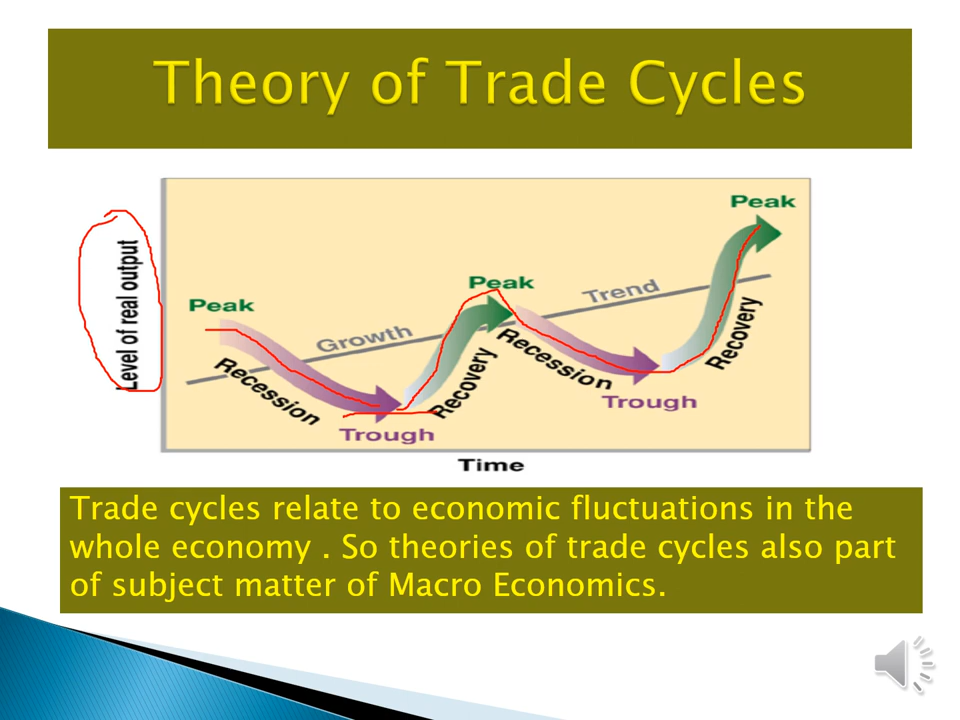 Theory of Trade Cycles
Level of real output
Peak
Recession
Growth
Trough
Recovery
Peak
Recession
Trend
Trough
Recovery
Peak
Time
Trade cycles relate to economic fluctuations in the
whole economy . So theories of trade cycles also part
of subject matter of Macro Economics.